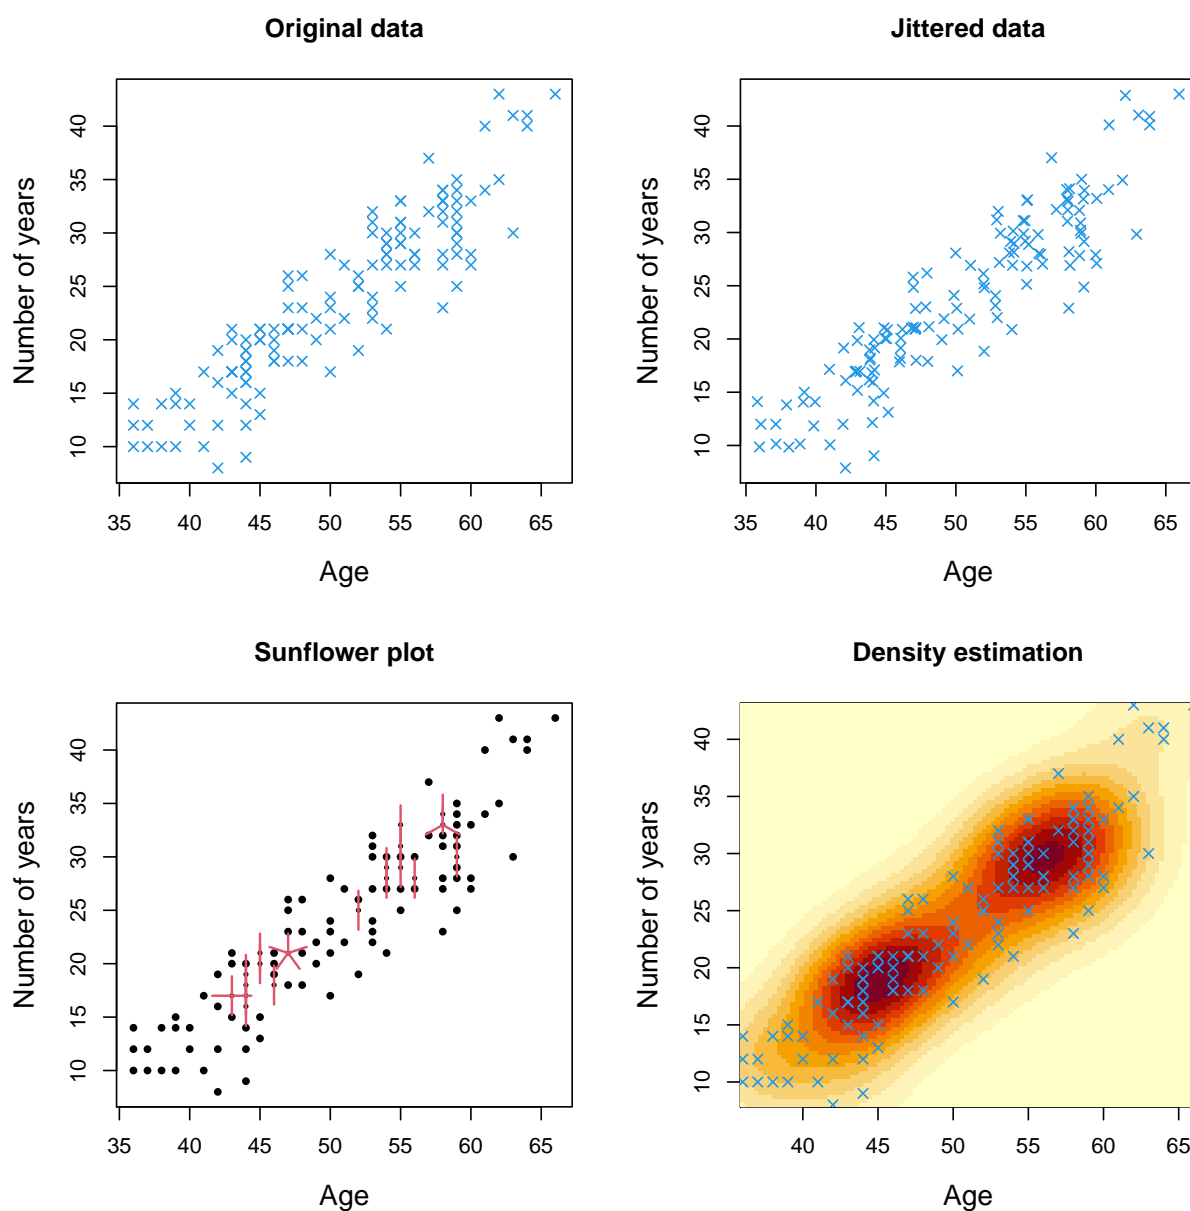 Original data
Number of years
10 15 20 25 30 35 40
35 40 45 50 55 60 65
Age
Jittered data
Number of years
10 15 20 25 30 35 40
35 40 45 50 55 60 65
Age
Sunflower plot
Number of years
10 15 20 25 30 35 40
35 40 45 50 55 60 65
Age
Density estimation
Number of years
10 15 20 25 30 35 40
40 45 50 55 60 65
Age